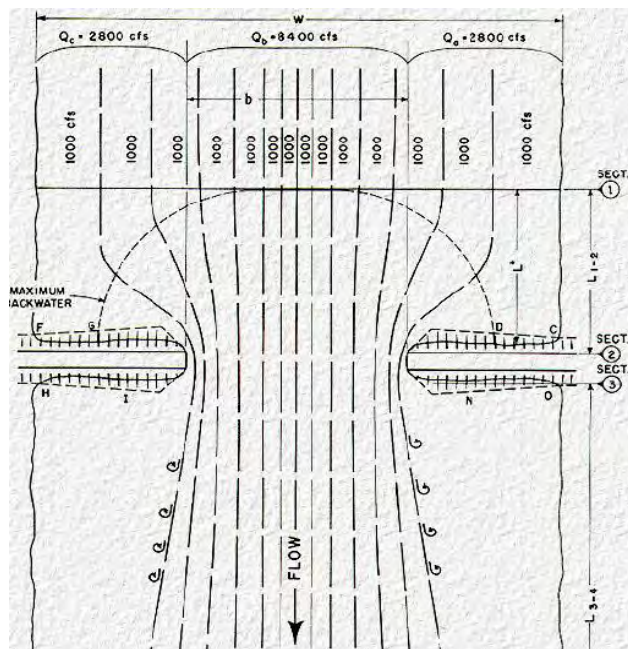 W
Qc = 2800 cfs
Qb = 8400 cfs
Qa = 2800 cfs
b
1000 cfs
1000
1000
1000
1000
1000
1000
1000
1000
1000
1000
1000
1000
1000 cfs
SECT.
1
MAXIMUM
BACKWATER
L*
L1-2
F
G
D
C
SECT.
2
SECT.
3
H
I
N
O
FLOW
L3-4